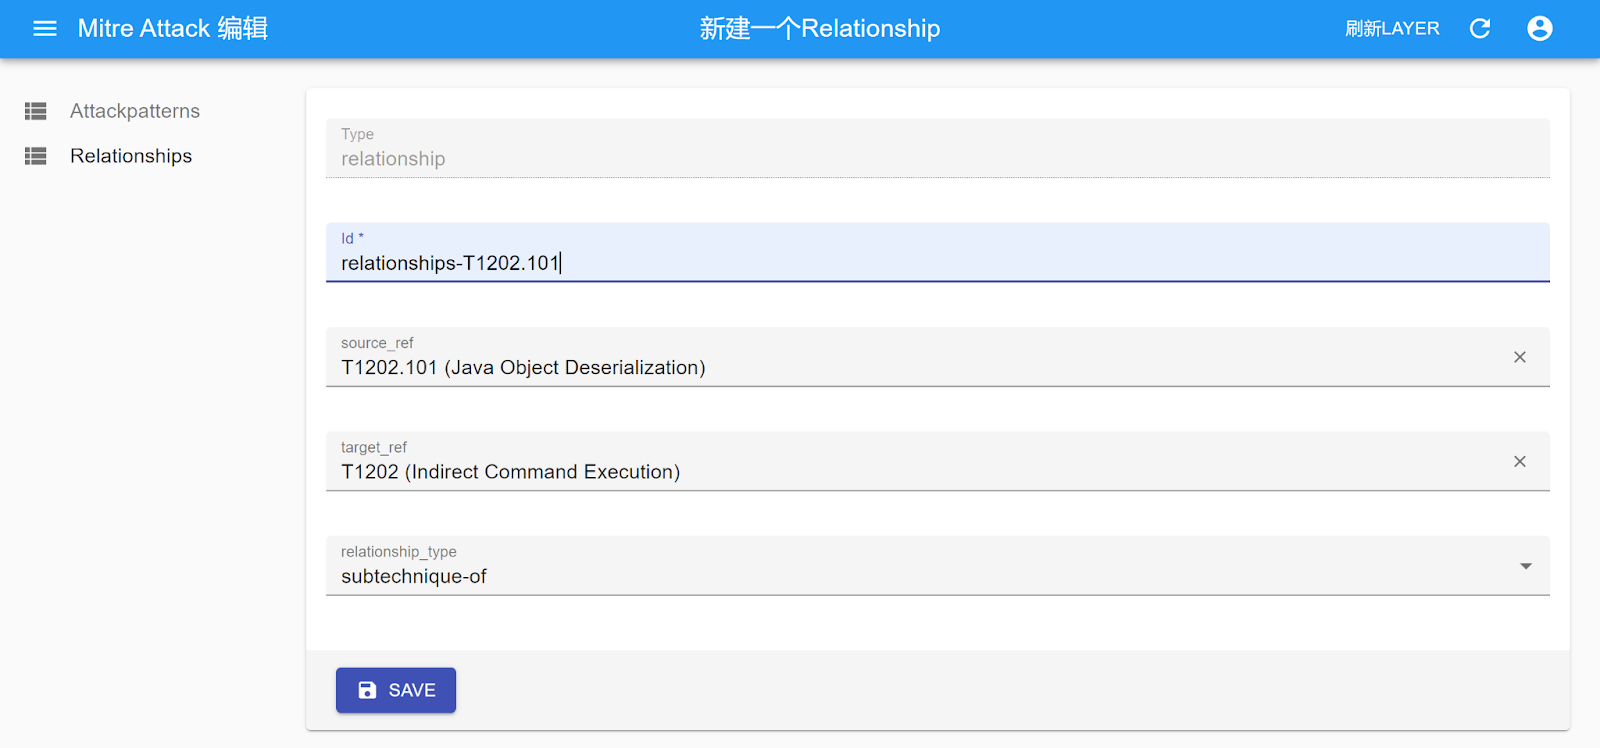 Mitre Attack 编辑
新建一个Relationship
刷新LAYER
Attackpatterns
Relationships
Type
relationship
Id *
relationships-T1202.101
source_ref
T1202.101 (Java Object Deserialization)
target_ref
T1202 (Indirect Command Execution)
relationship_type
subtechnique-of
SAVE